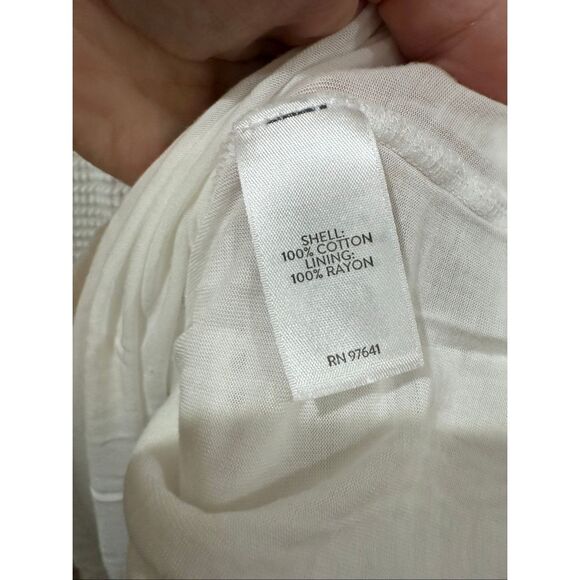 SHELL:
100% COTTON
LINING:
100% RAYON
RN 97641